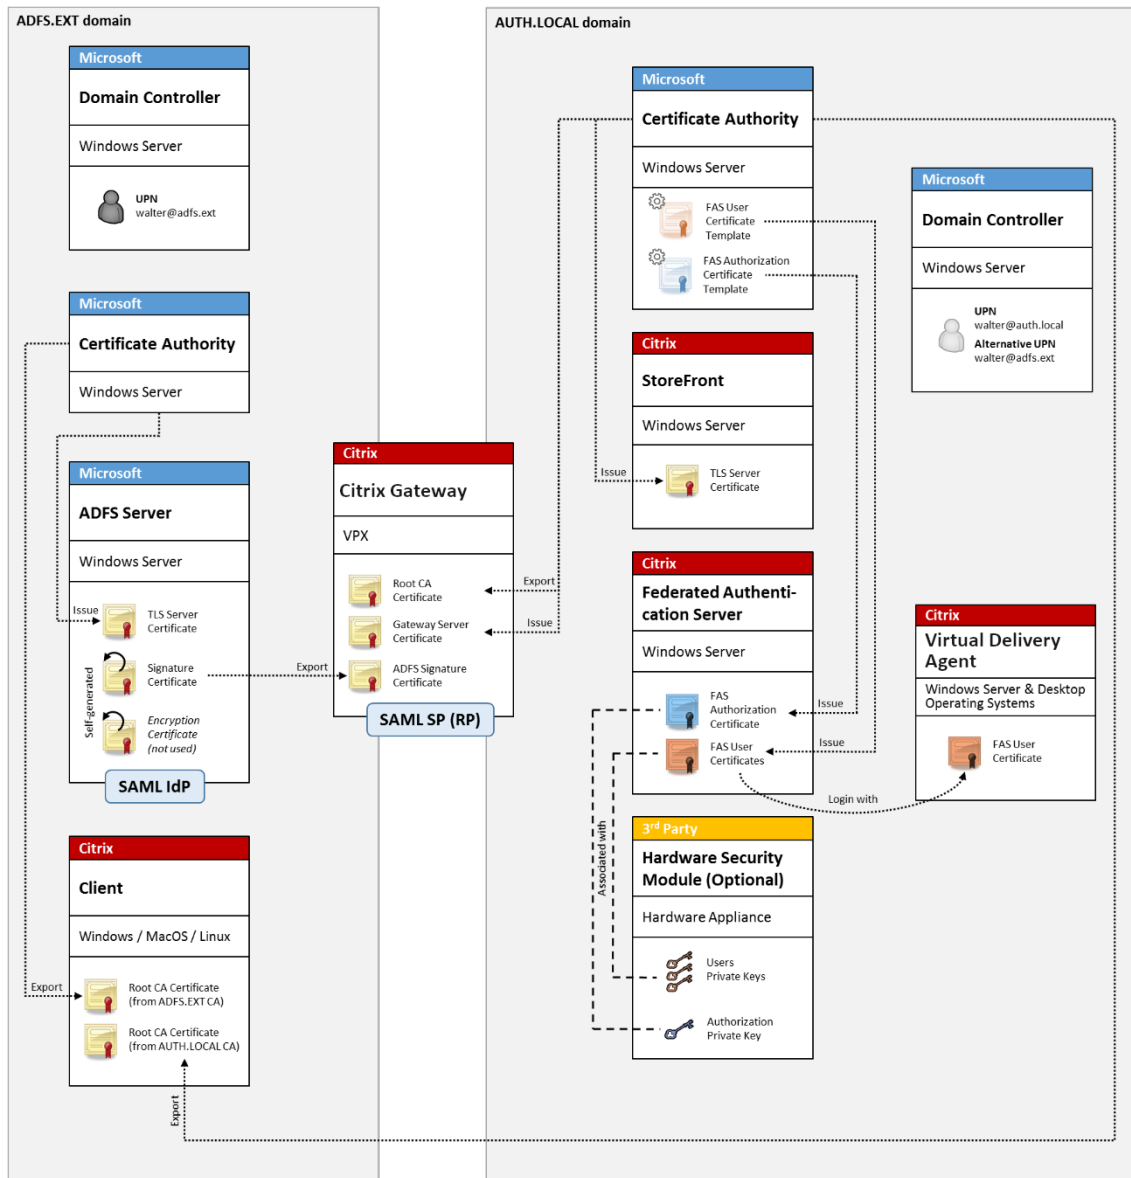 ADFS.EXT domain
Microsoft
Domain Controller
Windows Server
UPN
walter@adfs.ext
Microsoft
Certificate Authority
Windows Server
Microsoft
ADFS Server
Windows Server
Issue
TLS Server
Certificate
Self-generated
Signature
Certificate
Encryption
Certificate
(not used)
SAML IdP
Citrix
Client
Windows / MacOS / Linux
Export
Root CA Certificate
(from ADFS.EXT CA)
Root CA Certificate
(from AUTH.LOCAL CA)
Export
Citrix
Citrix Gateway
VPX
Root CA
Certificate
Export
Gateway Server
Certificate
Issue
Export
ADFS Signature
Certificate
SAML SP (RP)
AUTH.LOCAL domain
Microsoft
Certificate Authority
Windows Server
FAS User
Certificate
Template
FAS Authorization
Certificate
Template
Citrix
StoreFront
Windows Server
Issue
TLS Server
Certificate
Citrix
Federated Authenti-
cation Server
Windows Server
FAS
Authorization
Certificate
Issue
FAS User
Certificates
Issue
Login with
Associated with
3rd Party
Hardware Security
Module (Optional)
Hardware Appliance
Users
Private Keys
Authorization
Private Key
Microsoft
Domain Controller
Windows Server
UPN
walter@auth.local
Alternative UPN
walter@adfs.ext
Citrix
Virtual Delivery
Agent
Windows Server & Desktop
Operating Systems
FAS User
Certificate